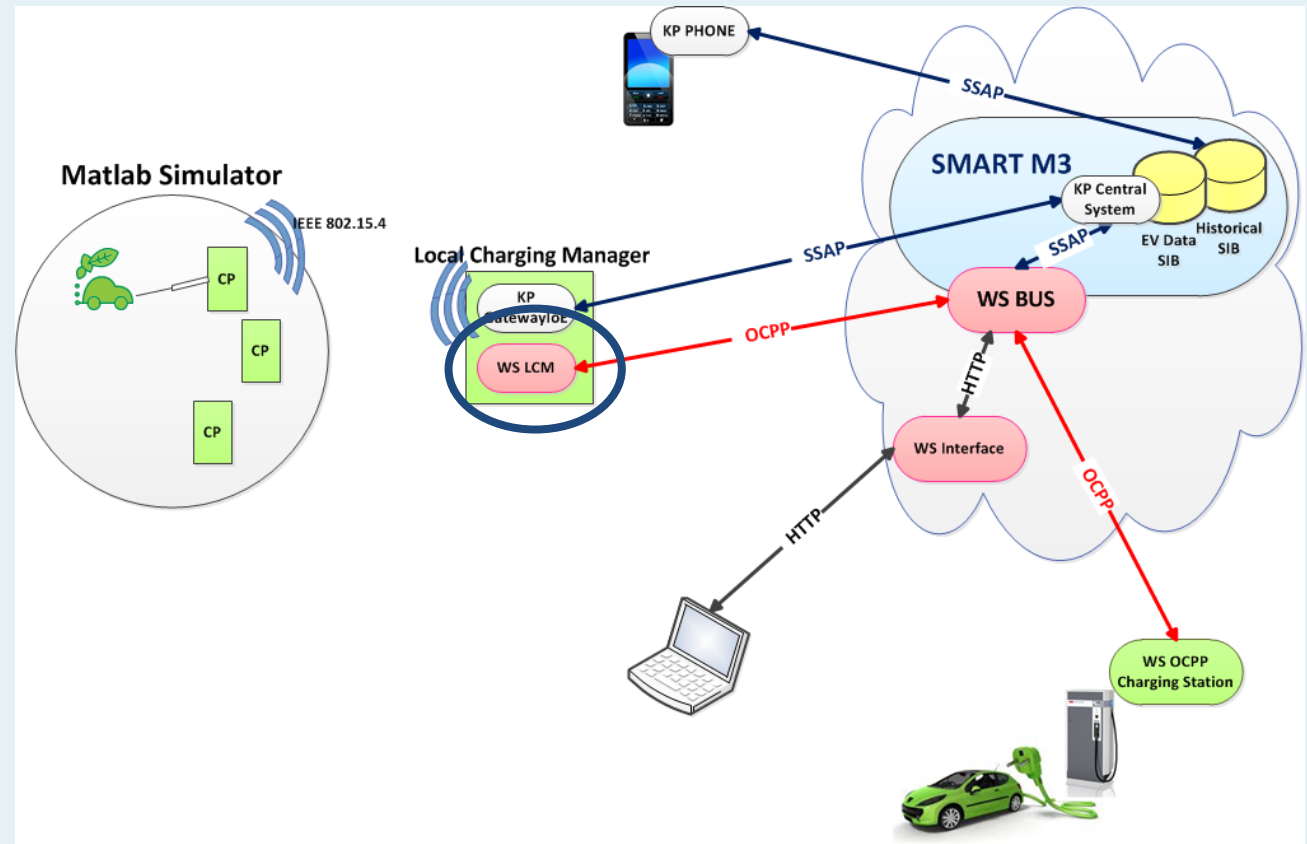 KP PHONE
SSAP
SMART M3
KP Central
System
EV Data
SIB
Historical
SIB
SSAP
WS BUS
Matlab Simulator
IEEE 802.15.4
CP
CP
CP
Local Charging Manager
KP
GatewayIoE
WS LCM
SSAP
OCPP
HTTP
WS Interface
HTTP
OCPP
WS OCPP
Charging Station